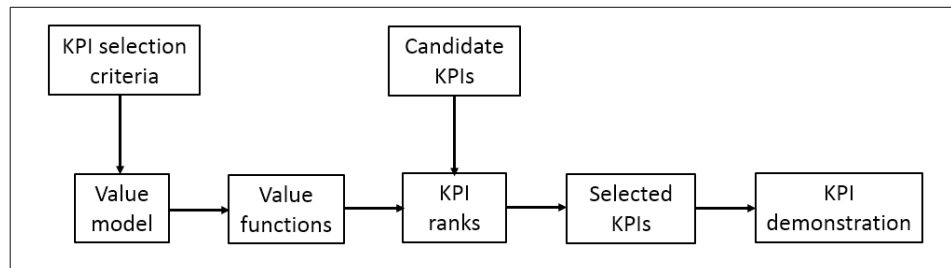 KPI selection
criteria
Candidate
KPIs
Value
model
Value
functions
KPI
ranks
Selected
KPIs
KPI
demonstration